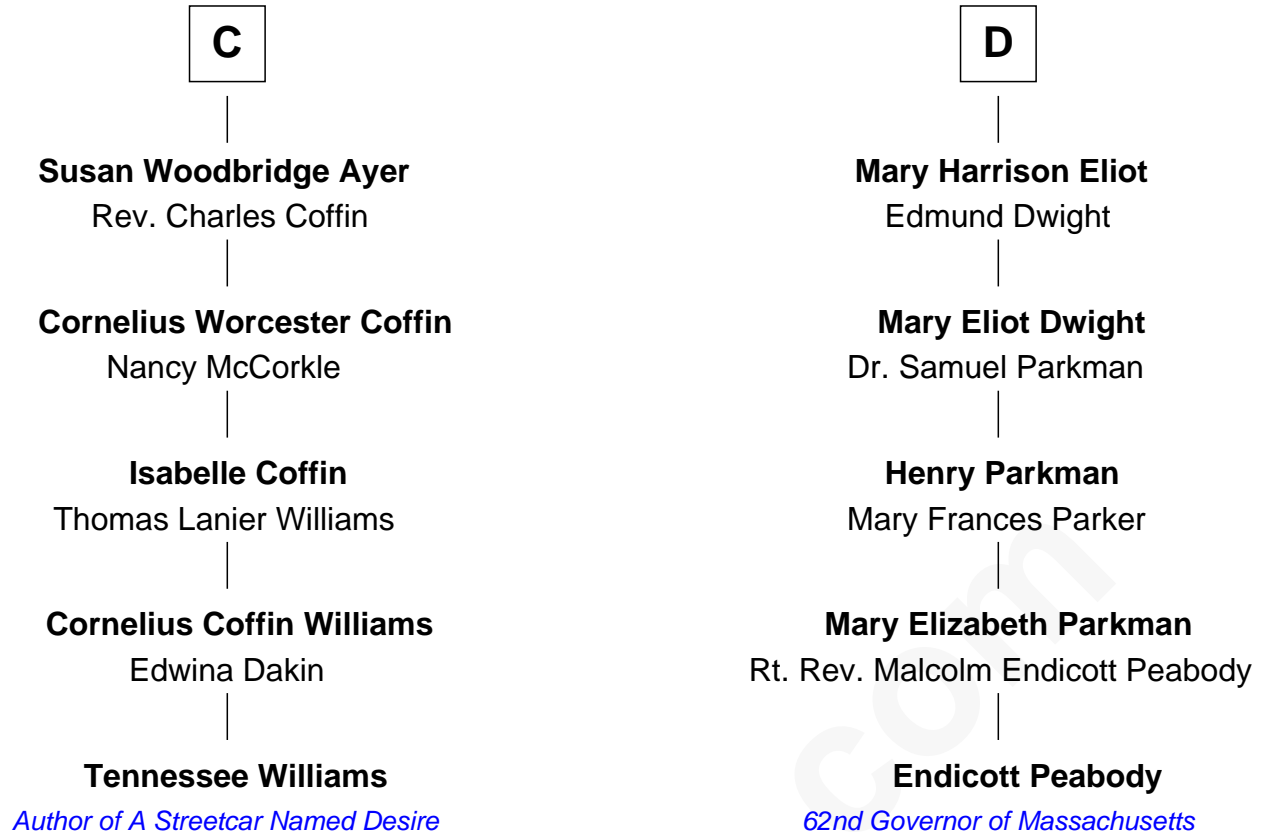 C
Susan Woodbridge Ayer
Rev. Charles Coffin
Cornelius Worcester Coffin
Nancy McCorkle
Isabelle Coffin
Thomas Lanier Williams
Cornelius Coffin Williams
Edwina Dakin
Tennessee Williams
Author of A Streetcar Named Desire
D
Mary Harrison Eliot
Edmund Dwight
Mary Eliot Dwight
Dr. Samuel Parkman
Henry Parkman
Mary Frances Parker
Mary Elizabeth Parkman
Rt. Rev. Malcolm Endicott Peabody
Endicott Peabody
62nd Governor of Massachusetts
com